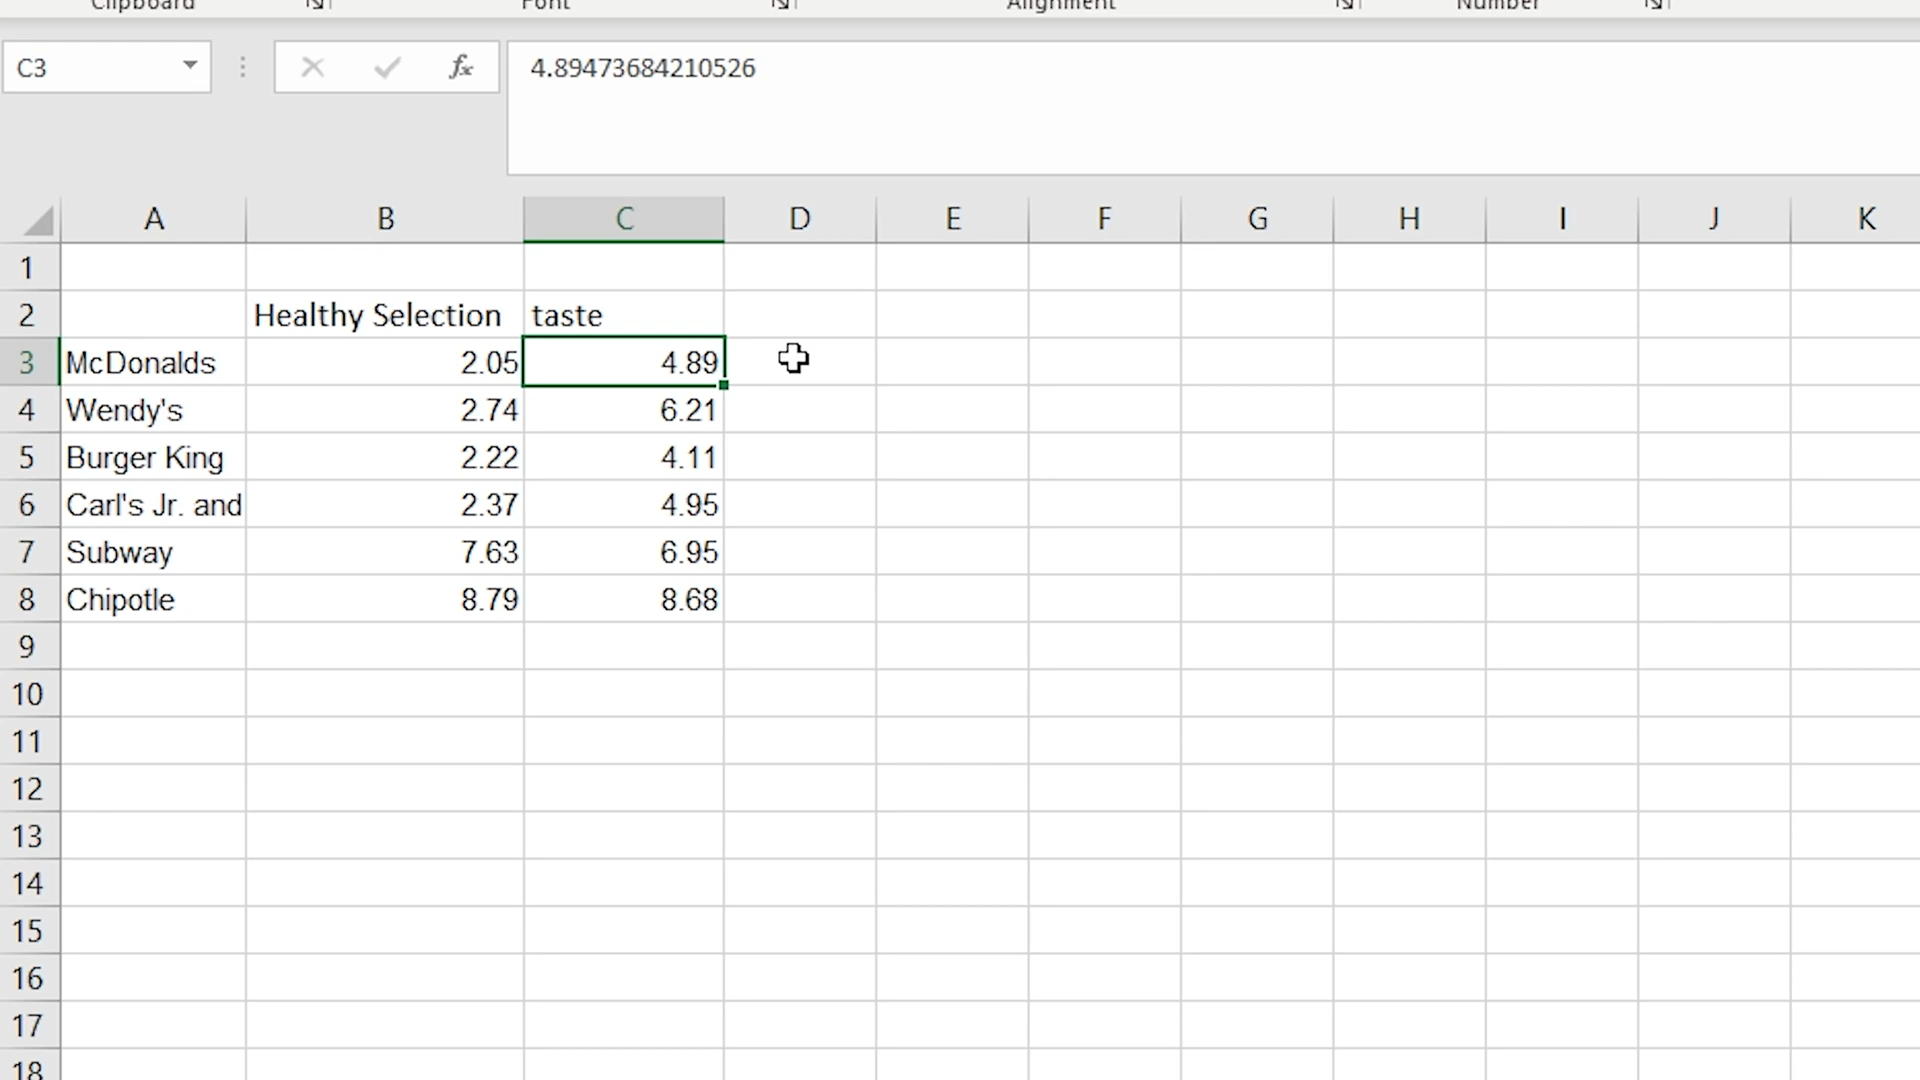 Clipboard Font Alignment Number
C3 fx 4.89473684210526
A B C D E F G H I J K
1
2 Healthy Selection taste
3 McDonalds 2.05 4.89
4 Wendy's 2.74 6.21
5 Burger King 2.22 4.11
6 Carl's Jr. and 2.37 4.95
7 Subway 7.63 6.95
8 Chipotle 8.79 8.68
9
10
11
12
13
14
15
16
17
18